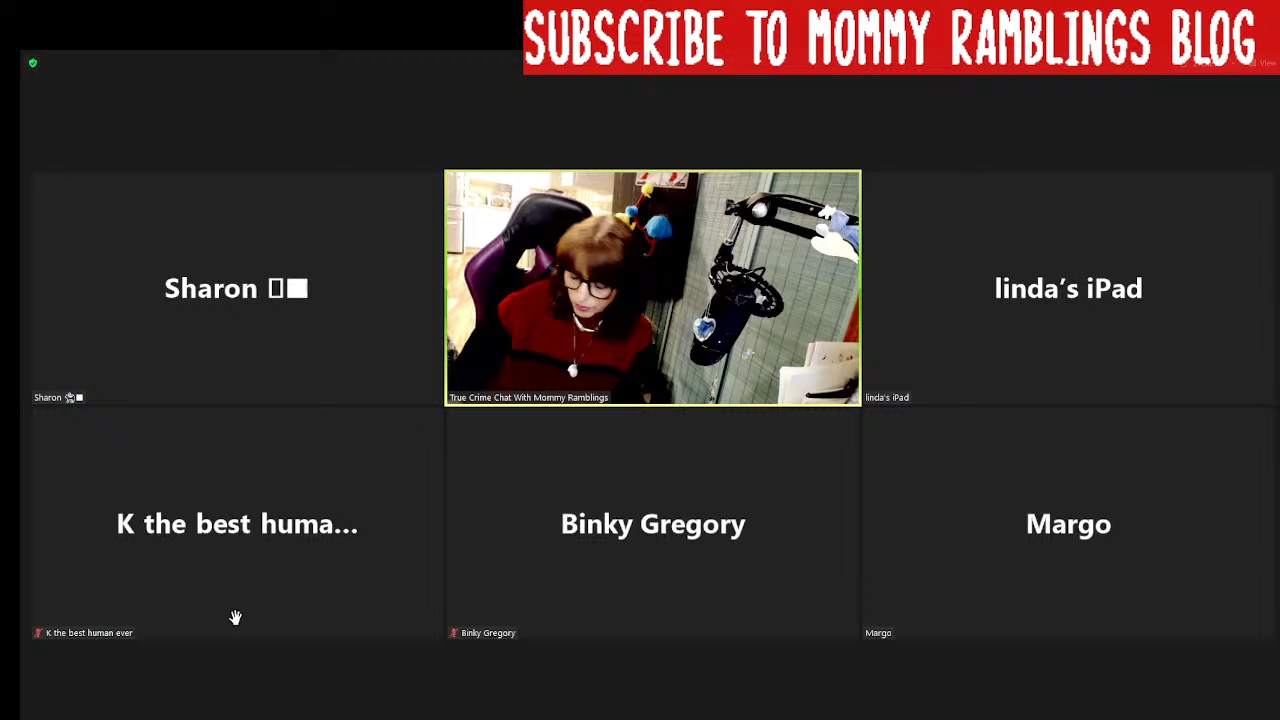 SUBSCRIBE TO MOMMY RAMBLINGS BLOG
View
Sharon
linda's iPad
Sharon
True Crime Chat With Mommy Ramblings
linda's iPad
K the best huma...
Binky Gregory
Margo
K the best human ever
Binky Gregory
Margo